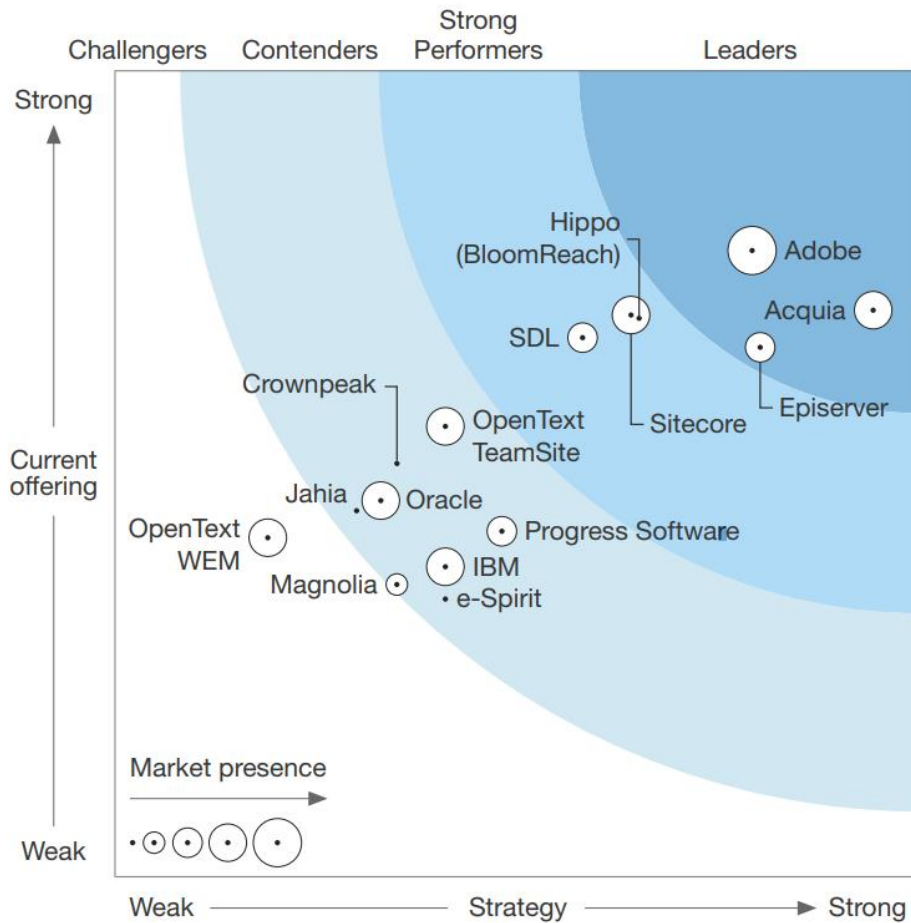 Strong
Performers
Challengers
Contenders
Leaders
Strong
Hippo
(BloomReach)
Adobe
Acquia
SDL
Crownpeak
Sitecore
Episerver
OpenText
TeamSite
Current
offering
Jahia
Oracle
OpenText
WEM
Progress Software
Magnolia
IBM
e-Spirit
Market presence
Weak
Weak
Strategy
Strong